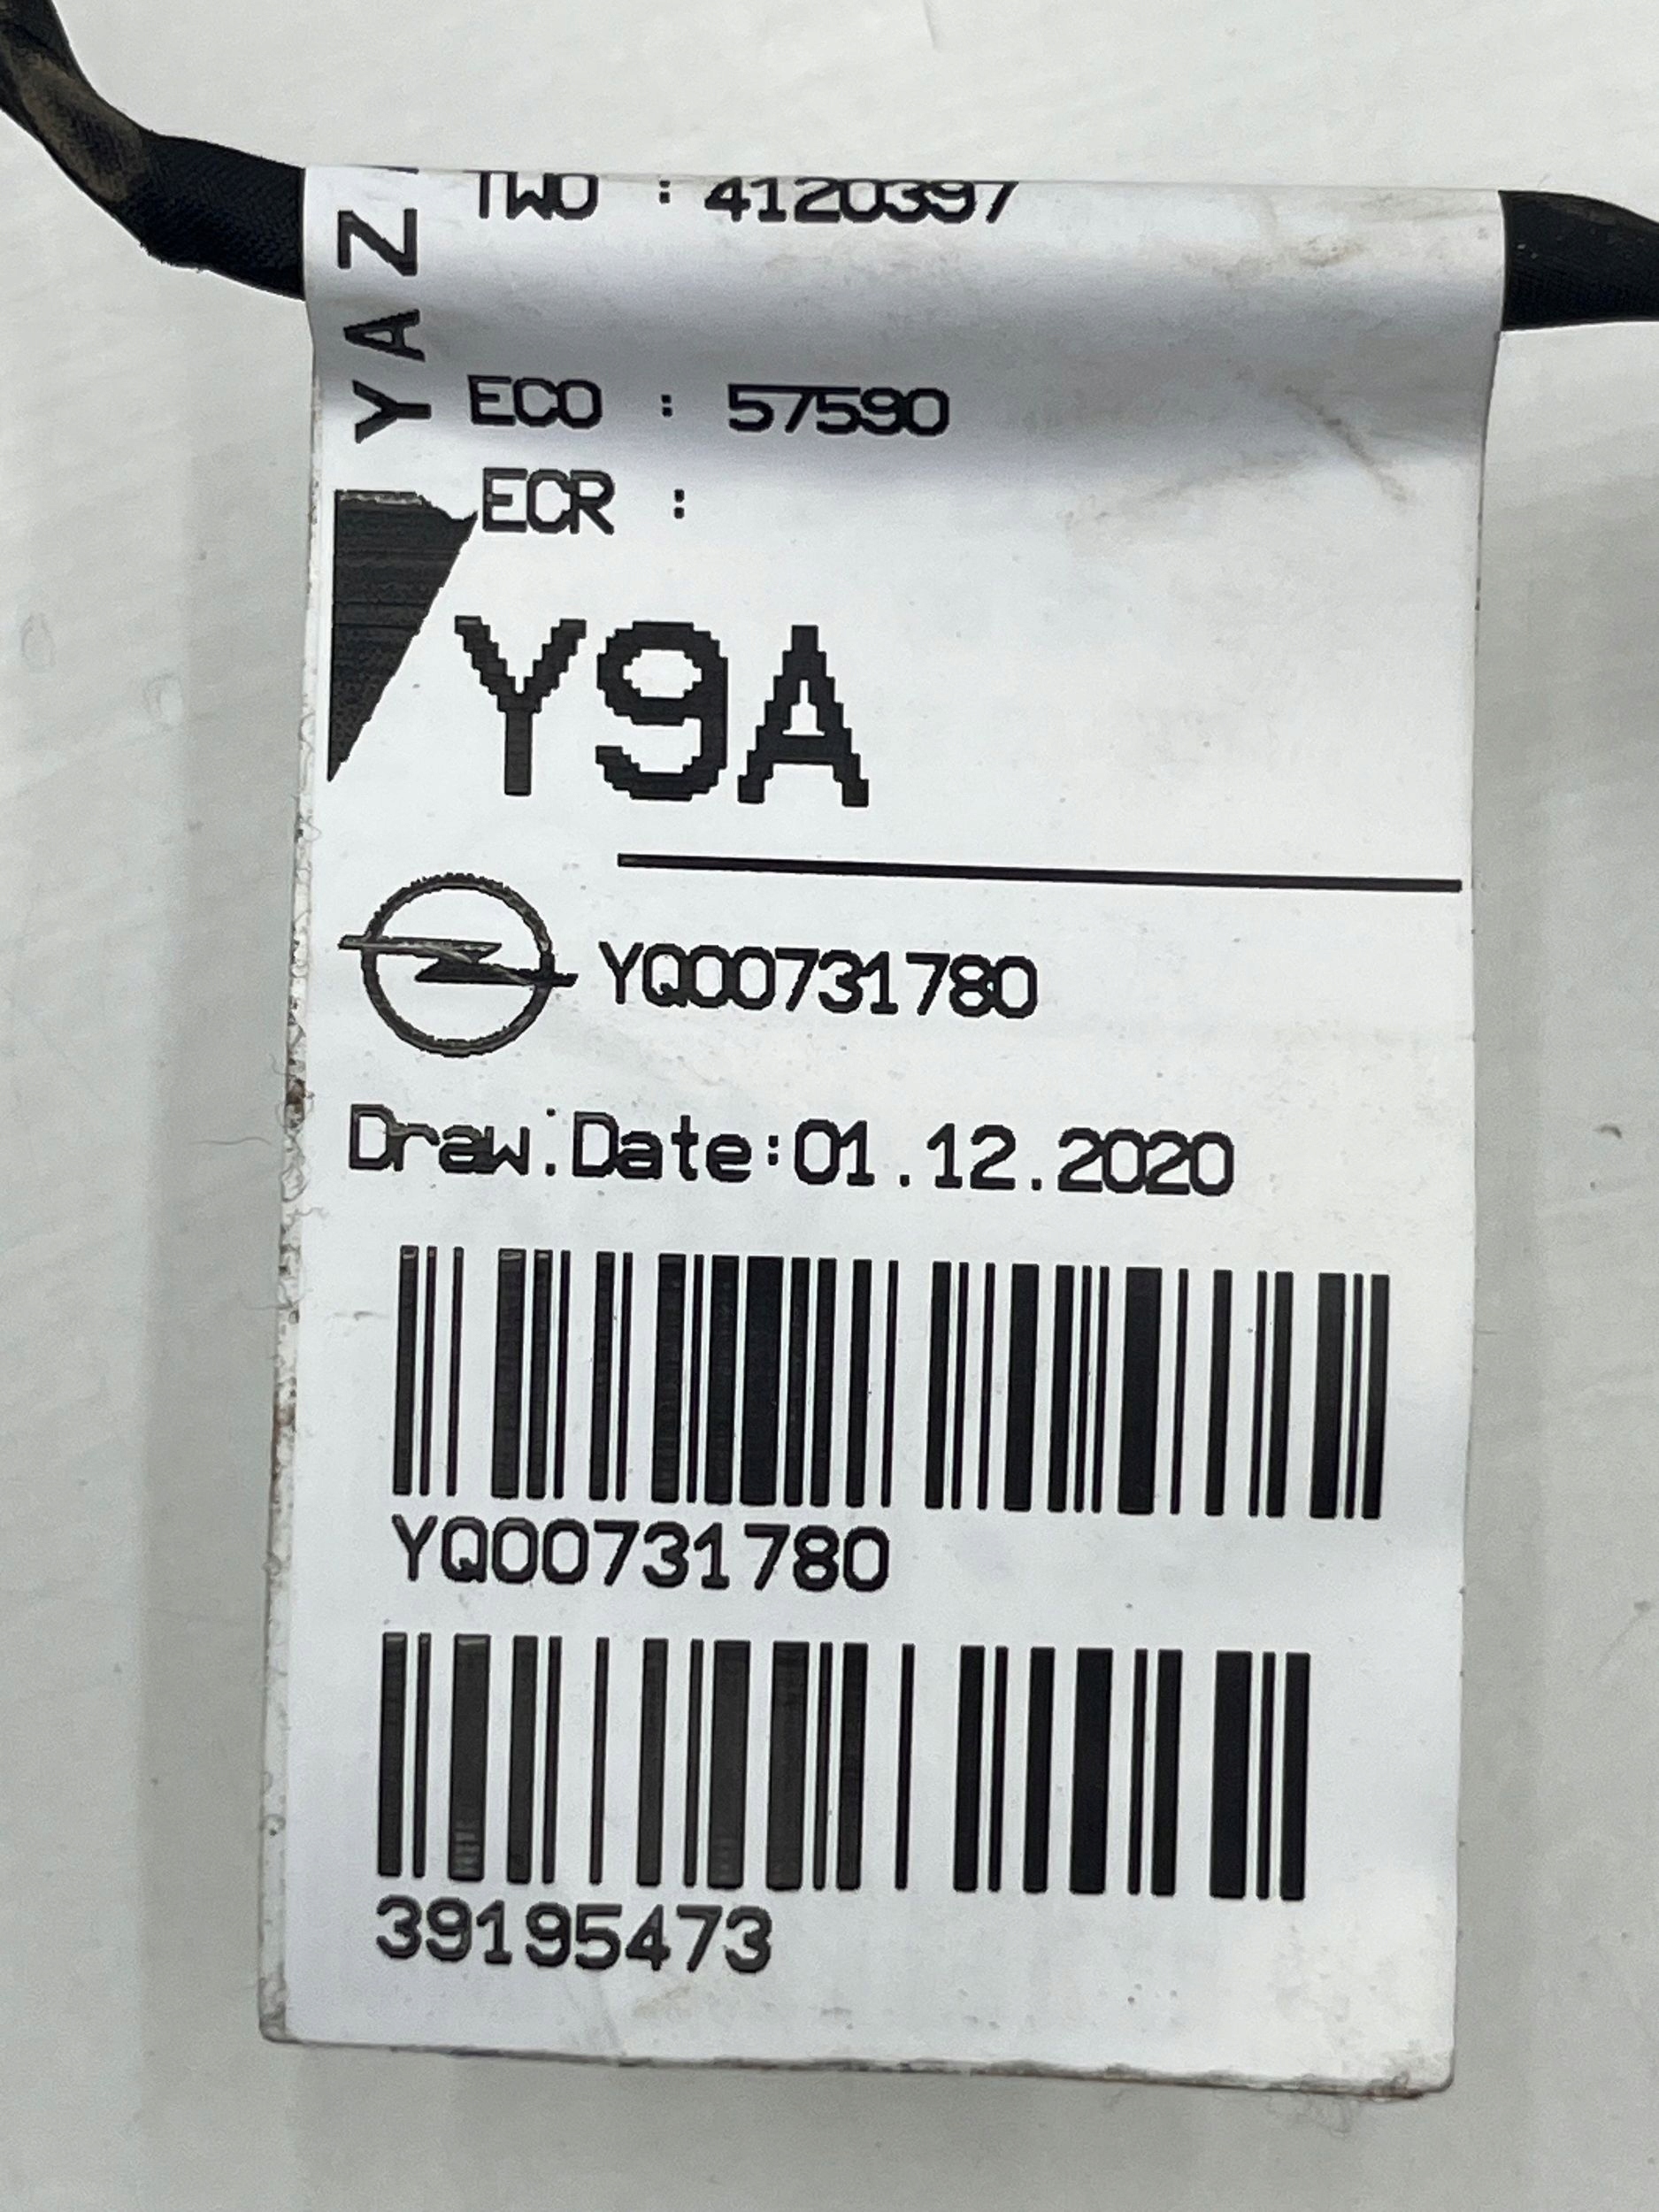 YAZ
TWO : 4120397
ECO : 57590
ECR :
Y9A
YQ00731780
Draw.Date:01.12.2020
YQ00731780
39195473